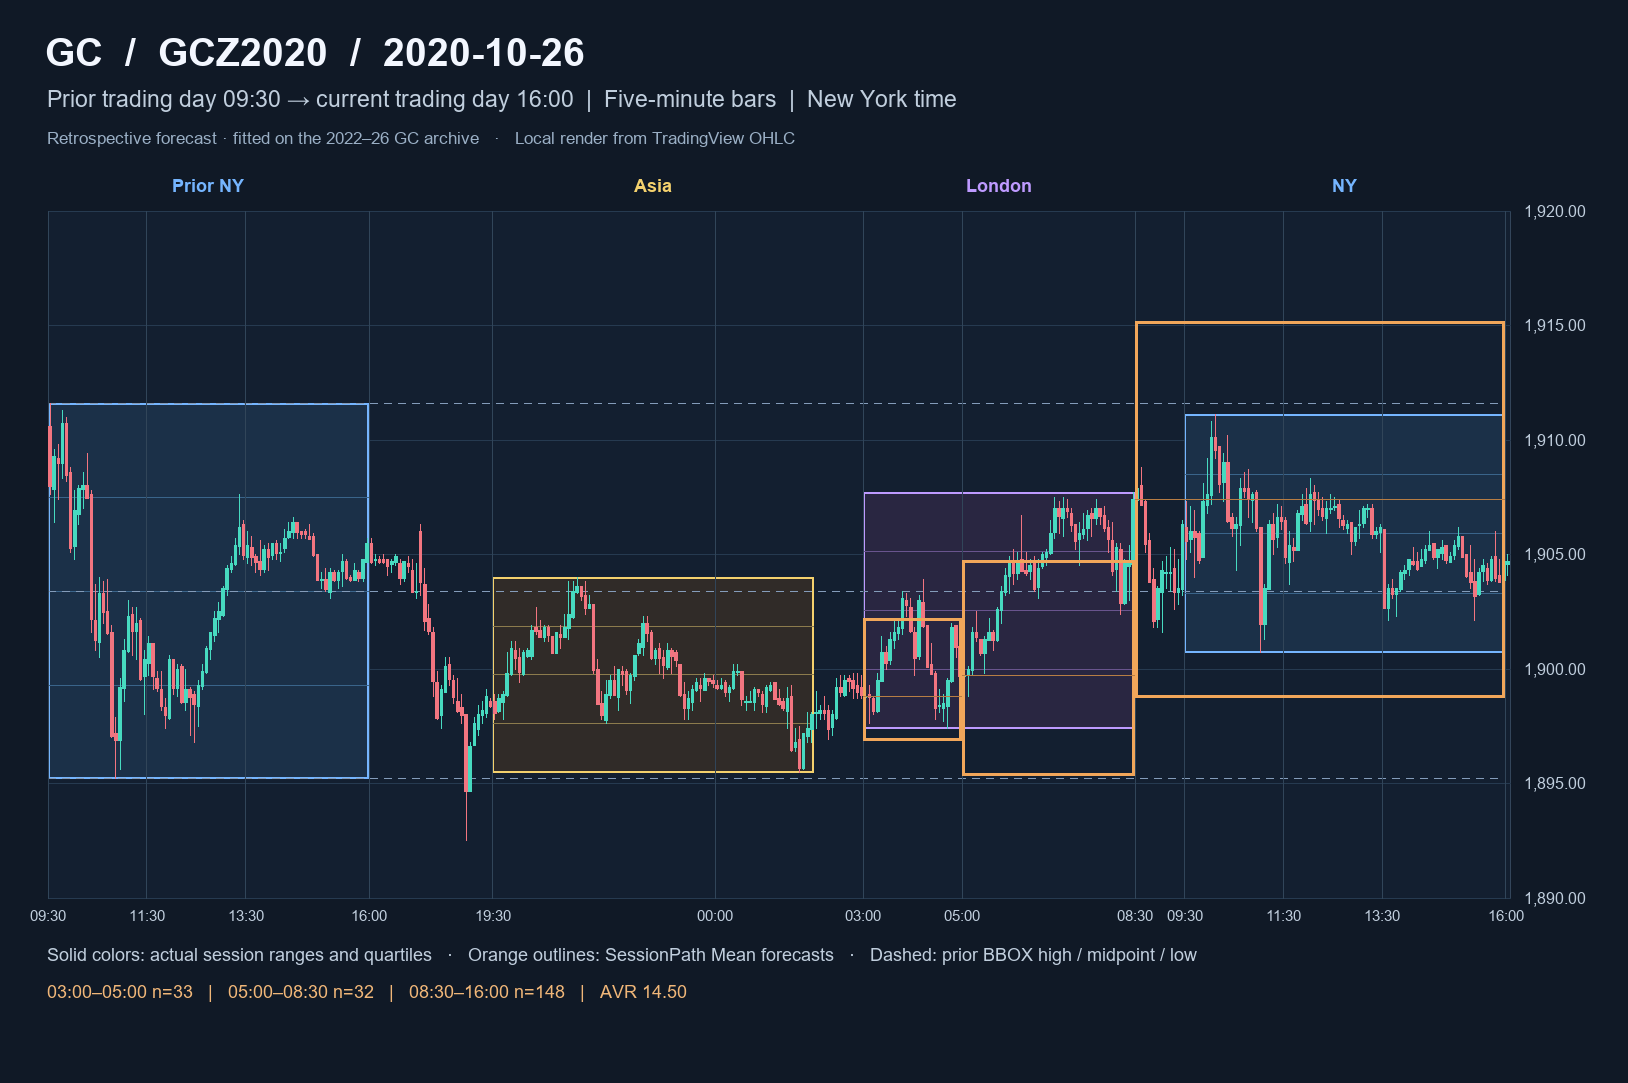 GC / GCZ2020 / 2020-10-26
Prior trading day 09:30 → current trading day 16:00 | Five-minute bars | New York time
Retrospective forecast · fitted on the 2022–26 GC archive · Local render from TradingView OHLC
Prior NY Asia London NY
1,920.00
1,915.00
1,910.00
1,905.00
1,900.00
1,895.00
1,890.00
09:30 11:30 13:30 16:00 19:30 00:00 03:00 05:00 08:30 09:30 11:30 13:30 16:00
Solid colors: actual session ranges and quartiles · Orange outlines: SessionPath Mean forecasts · Dashed: prior BBOX high / midpoint / low
03:00–05:00 n=33 | 05:00–08:30 n=32 | 08:30–16:00 n=148 | AVR 14.50